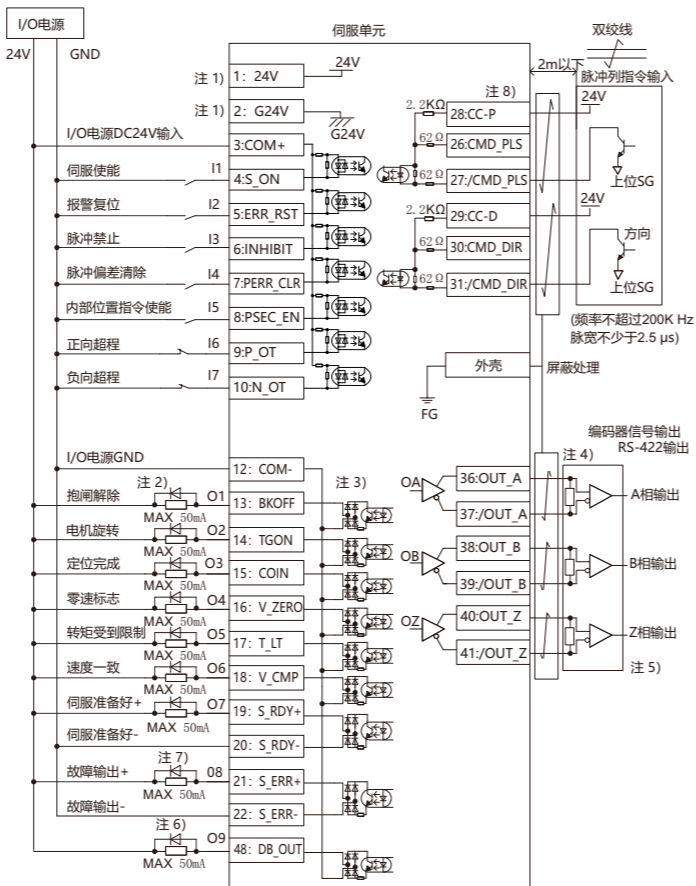 I/O电源
24V
GND
伺服单元
双绞线
2m以下
脉冲列指令输入
注 1)
1: 24V
24V
注 1)
2: G24V
G24V
I/O电源DC24V输入
3:COM+
伺服使能
I1
4:S_ON
报警复位
I2
5:ERR_RST
脉冲禁止
I3
6:INHIBIT
脉冲偏差清除
I4
7:PERR_CLR
内部位置指令使能
I5
8:PSEC_EN
正向超程
I6
9:P_OT
负向超程
I7
10:N_OT
注 8)
2.2KΩ
28:CC-P
24V
62Ω
26:CMD_PLS
62Ω
27:/CMD_PLS
上位SG
2.2KΩ
29:CC-D
24V
62Ω
30:CMD_DIR
方向
62Ω
31:/CMD_DIR
上位SG
(频率不超过200K Hz
脉宽不少于2.5 μs)
外壳
屏蔽处理
FG
编码器信号输出
RS-422输出
I/O电源GND
12: COM-
注 2)
注 3)
注 4)
抱闸解除
O1
13: BKOFF
MAX 50mA
电机旋转
O2
14: TGON
MAX 50mA
定位完成
O3
15: COIN
MAX 50mA
零速标志
O4
16: V_ZERO
MAX 50mA
转矩受到限制
O5
17: T_LT
MAX 50mA
速度一致
O6
18: V_CMP
MAX 50mA
伺服准备好+
O7
19: S_RDY+
MAX 50mA
伺服准备好-
20: S_RDY-
注 7)
故障输出+
08
21: S_ERR+
MAX 50mA
故障输出-
22: S_ERR-
注 6)
O9
48: DB_OUT
MAX 50mA
OA
36:OUT_A
37:/OUT_A
A相输出
OB
38:OUT_B
39:/OUT_B
B相输出
OZ
40:OUT_Z
41:/OUT_Z
Z相输出
注 5)